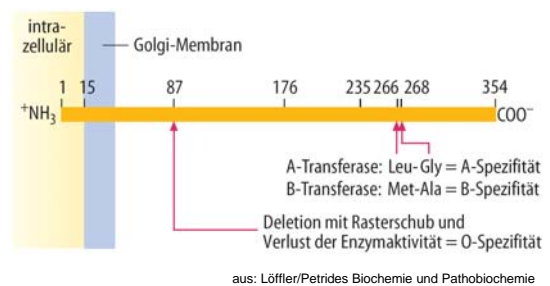 intra-
zellulär
Golgi-Membran
1 15 87 176 235 266 268 354
⁺NH₃ COO⁻
A-Transferase: Leu-Gly = A-Spezifität
B-Transferase: Met-Ala = B-Spezifität
Deletion mit Rasterschub und
Verlust der Enzymaktivität = O-Spezifität
aus: Löffler/Petrides Biochemie und Pathobiochemie